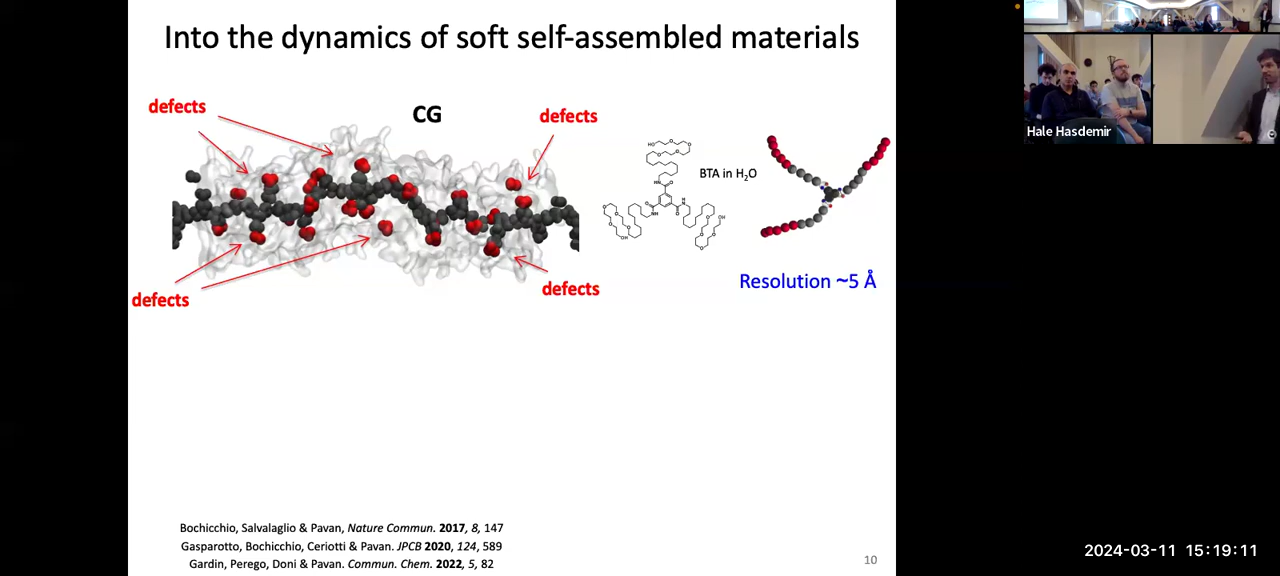 Into the dynamics of soft self-assembled materials
defects
CG
defects
BTA in H₂O
Resolution ~5 Å
defects
defects
Bochicchio, Salvalaglio & Pavan, Nature Commun. 2017, 8, 147
Gasparotto, Bochicchio, Ceriotti & Pavan. JPCB 2020, 124, 589
Gardin, Perego, Doni & Pavan. Commun. Chem. 2022, 5, 82
10
Hale Hasdemir
2024-03-11 15:19:11